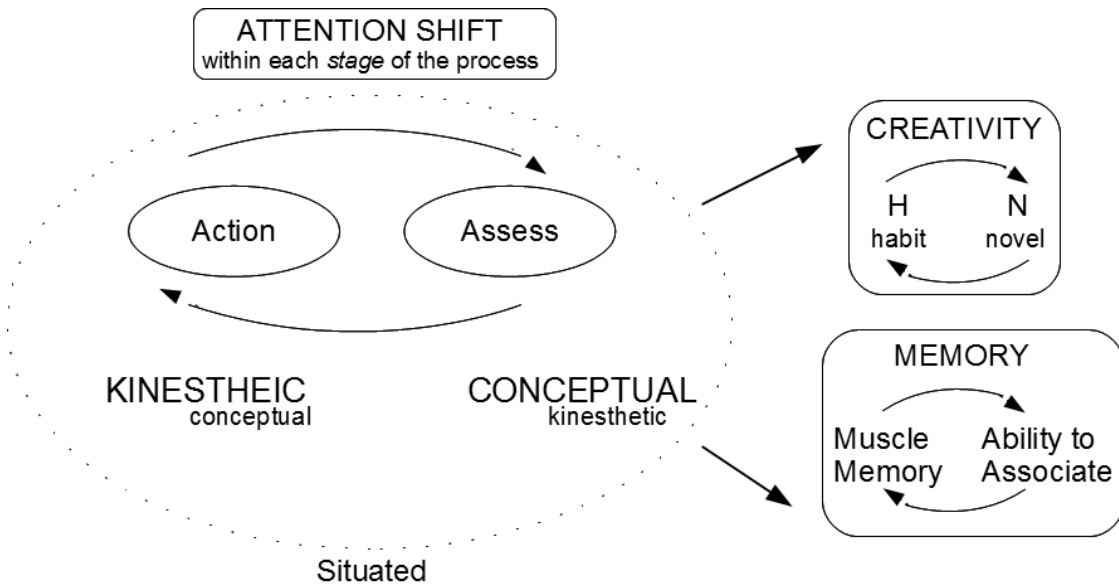 ATTENTION SHIFT
within each stage of the process
Action
Assess
KINESTHEIC
conceptual
CONCEPTUAL
kinesthetic
Situated
CREATIVITY
H
habit
N
novel
MEMORY
Muscle
Memory
Ability to
Associate